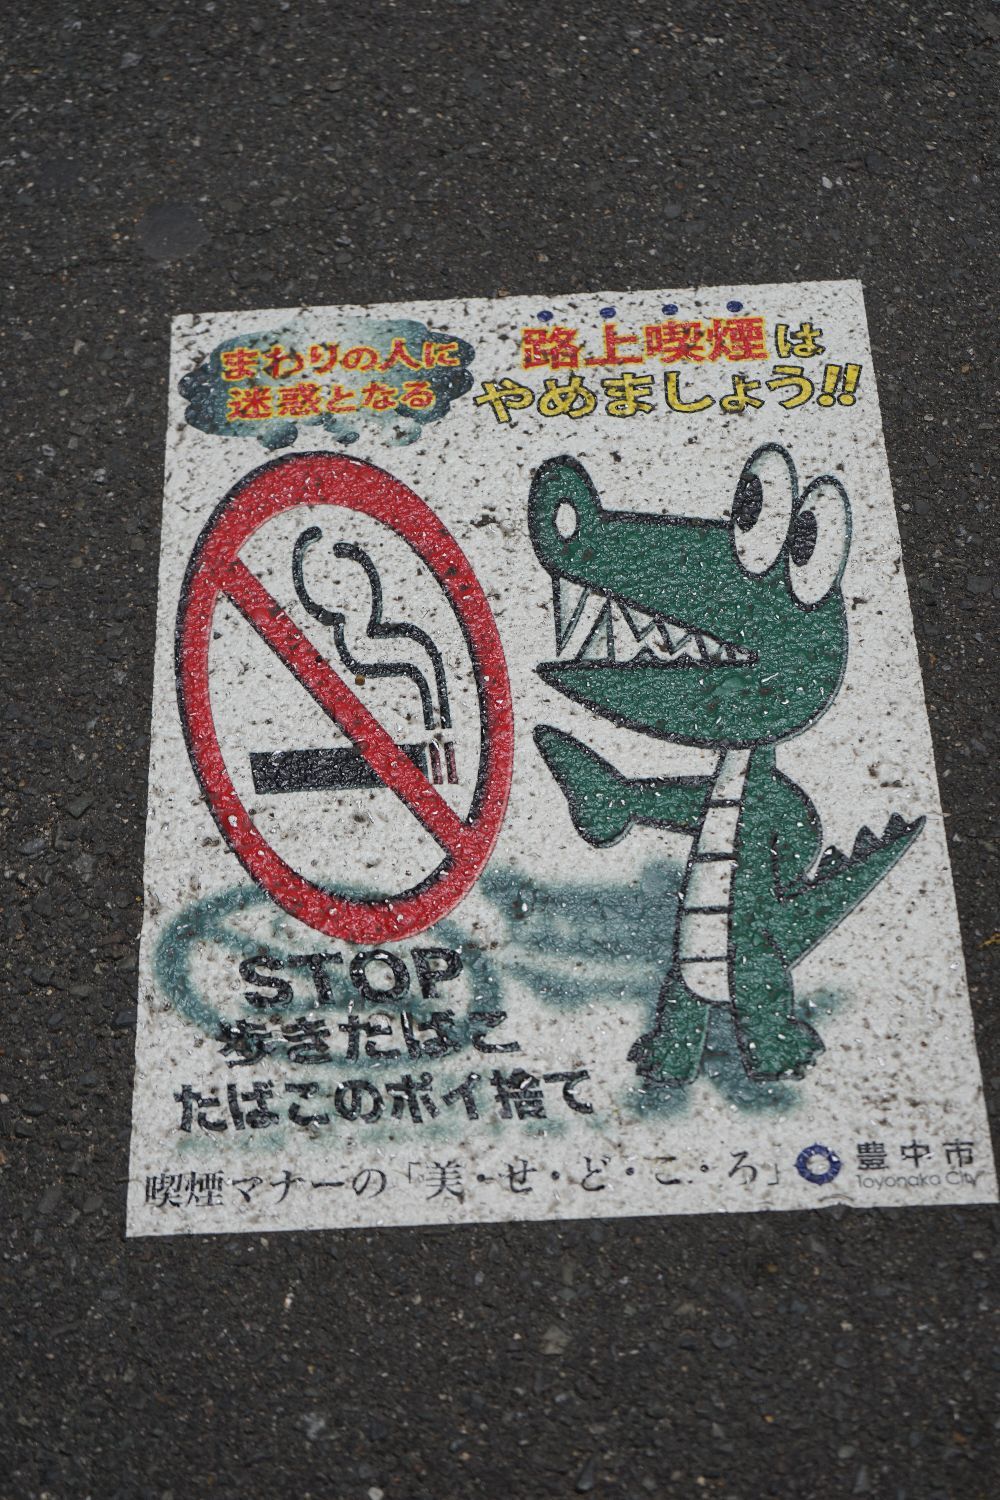 まわりの人に
迷惑となる
路上喫煙は
やめましょう!!
STOP
歩きたばこ
たばこのポイ捨て
喫煙マナーの「美・せ・ど・こ・ろ」
豊中市
Toyonaka City